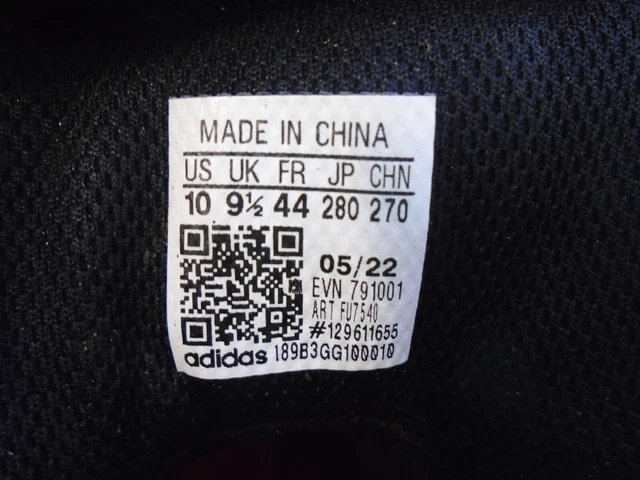 MADE IN CHINA
US UK FR JP CHN
10 9½ 44 280 270
05/22
EVN 791001
ART FU7540
#129611655
adidas 189B3GG100010